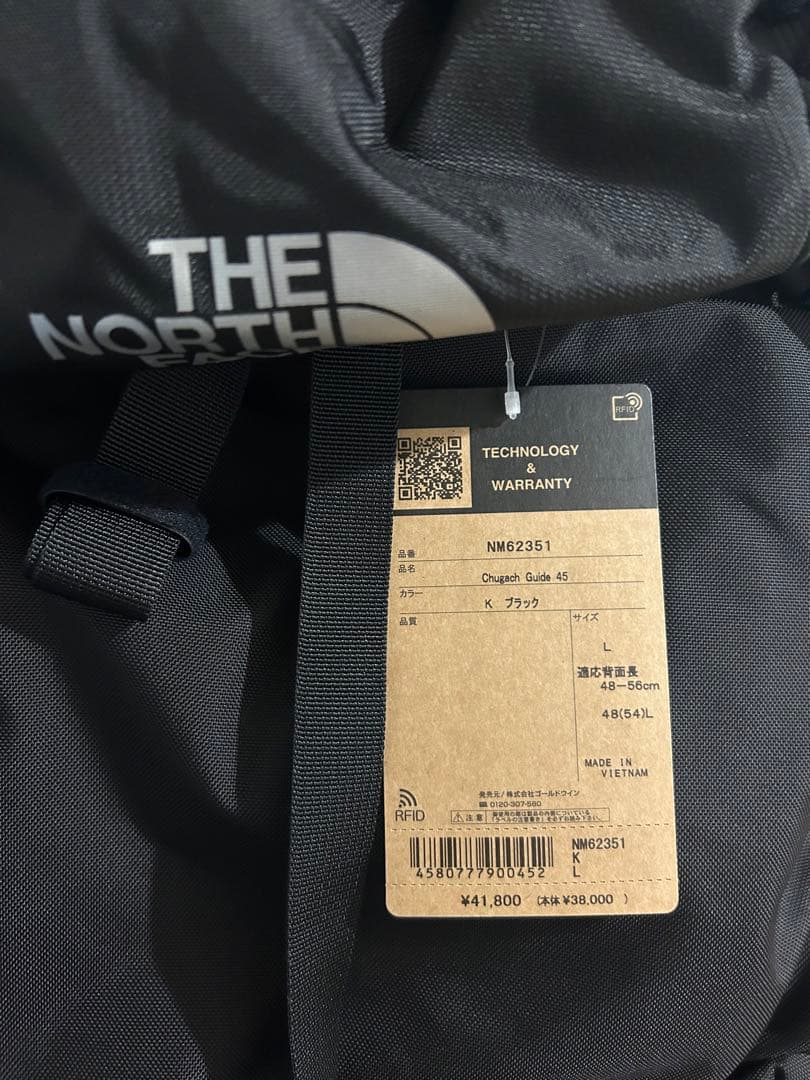 THE
NORTH
FACE
RFID
TECHNOLOGY
&
WARRANTY
品番 NM62351
品名 Chugach Guide 45
カラー K ブラック
品質
サイズ
L
適応背面長
48-56cm
48(54)L
MADE IN
VIETNAM
RFID
発売元/株式会社ゴールドウイン
0120-307-560
注意
NM62351
K
L
4580777900452
¥41,800 (本体¥38,000 )